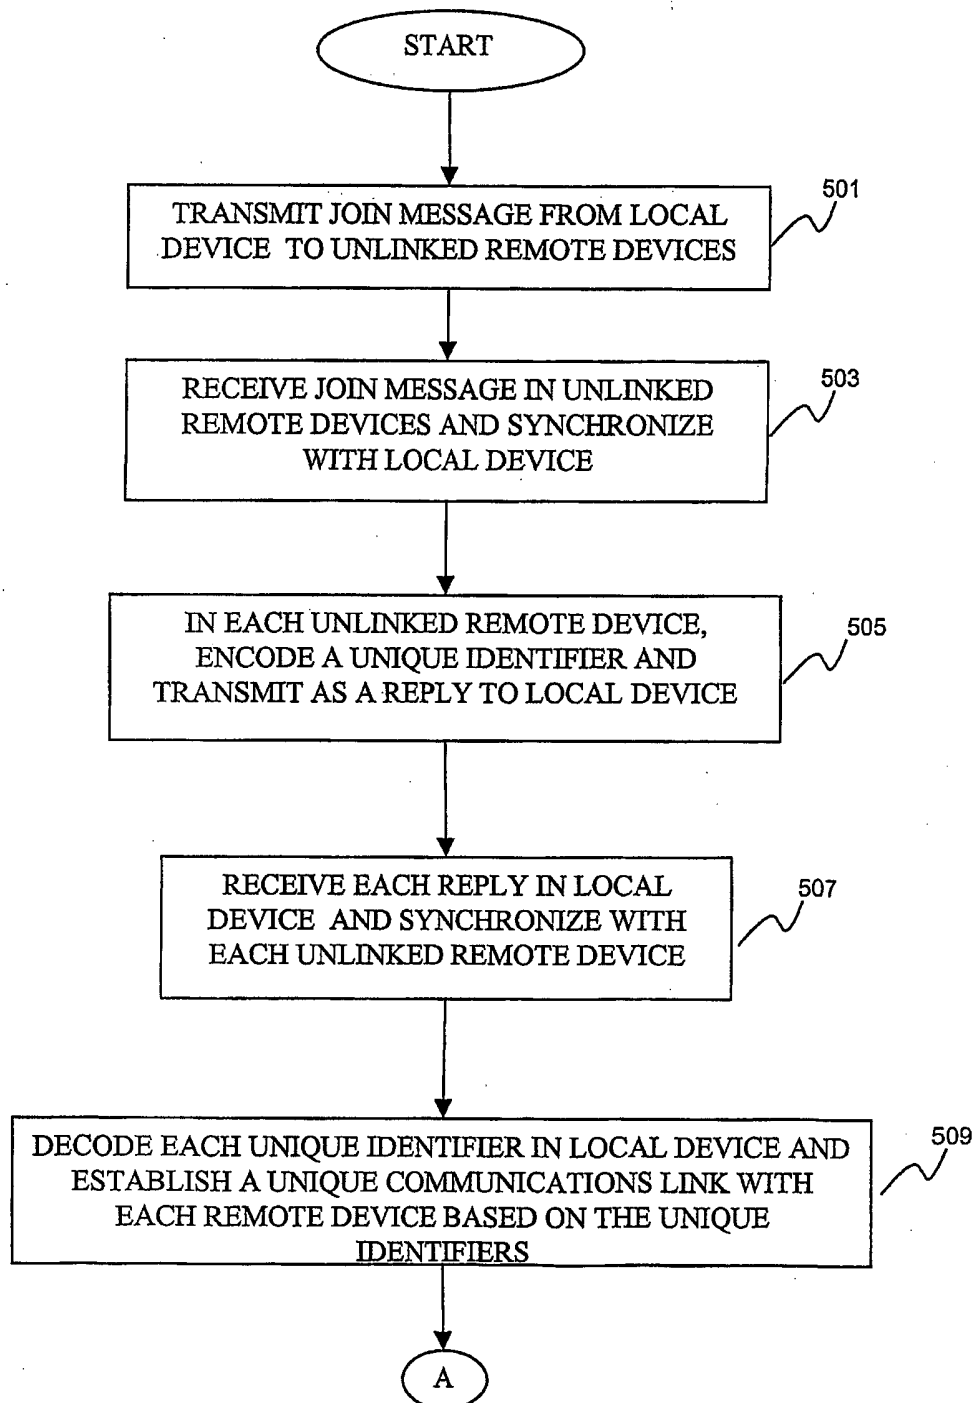 START
501
TRANSMIT JOIN MESSAGE FROM LOCAL
DEVICE TO UNLINKED REMOTE DEVICES
503
RECEIVE JOIN MESSAGE IN UNLINKED
REMOTE DEVICES AND SYNCHRONIZE
WITH LOCAL DEVICE
505
IN EACH UNLINKED REMOTE DEVICE,
ENCODE A UNIQUE IDENTIFIER AND
TRANSMIT AS A REPLY TO LOCAL DEVICE
507
RECEIVE EACH REPLY IN LOCAL
DEVICE AND SYNCHRONIZE WITH
EACH UNLINKED REMOTE DEVICE
509
DECODE EACH UNIQUE IDENTIFIER IN LOCAL DEVICE AND
ESTABLISH A UNIQUE COMMUNICATIONS LINK WITH
EACH REMOTE DEVICE BASED ON THE UNIQUE
IDENTIFIERS
A